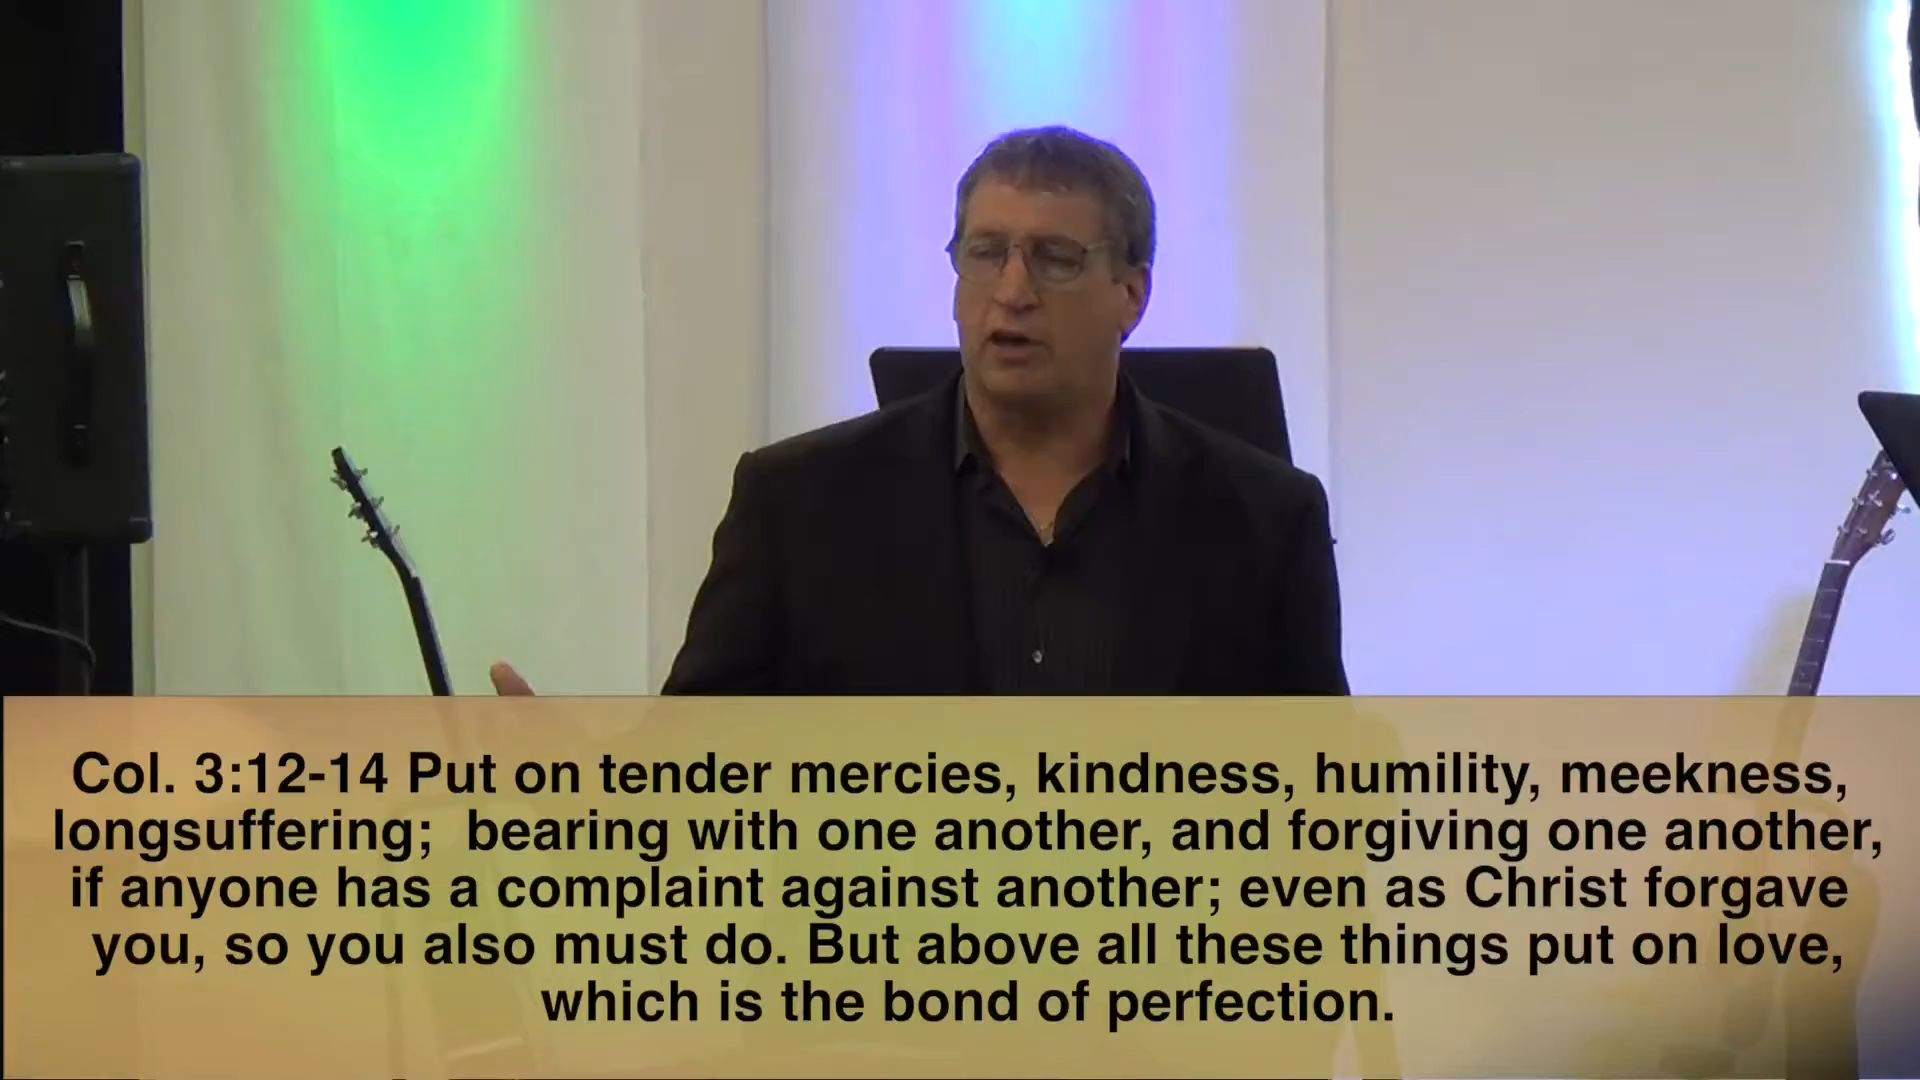 Col. 3:12-14 Put on tender mercies, kindness, humility, meekness,
longsuffering;  bearing with one another, and forgiving one another,
if anyone has a complaint against another; even as Christ forgave
you, so you also must do. But above all these things put on love,
which is the bond of perfection.